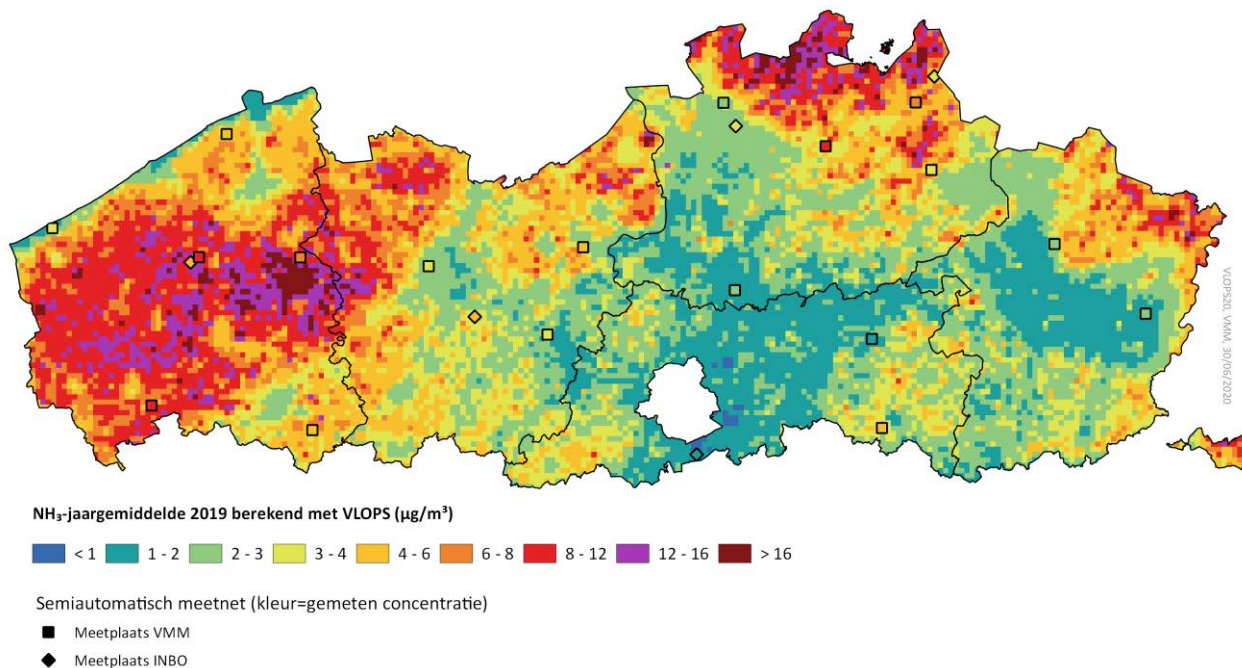 VLOPS20, VMM, 30/06/2020
NH₃-jaargemiddelde 2019 berekend met VLOPS (µg/m³)
< 1 1 - 2 2 - 3 3 - 4 4 - 6 6 - 8 8 - 12 12 - 16 > 16
Semiautomatisch meetnet (kleur=gemeten concentratie)
Meetplaats VMM
Meetplaats INBO